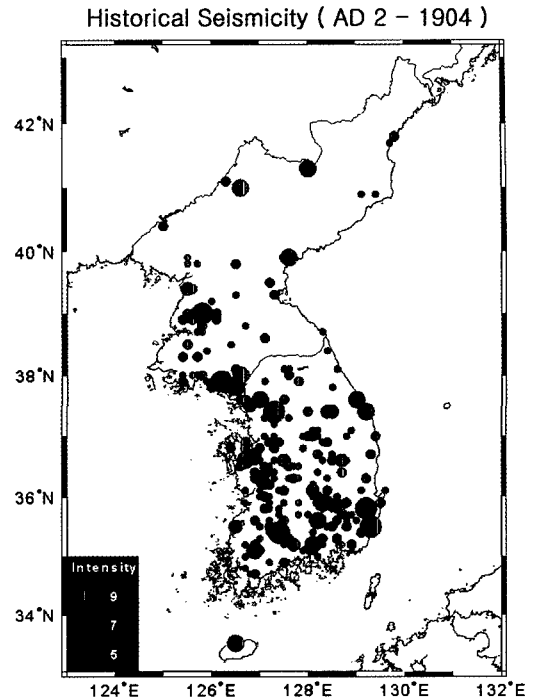 Historical Seismicity ( AD 2 – 1904 )
42˚N
40˚N
38˚N
36˚N
34˚N
Intensity
9
7
5
124˚E 126˚E 128˚E 130˚E 132˚E